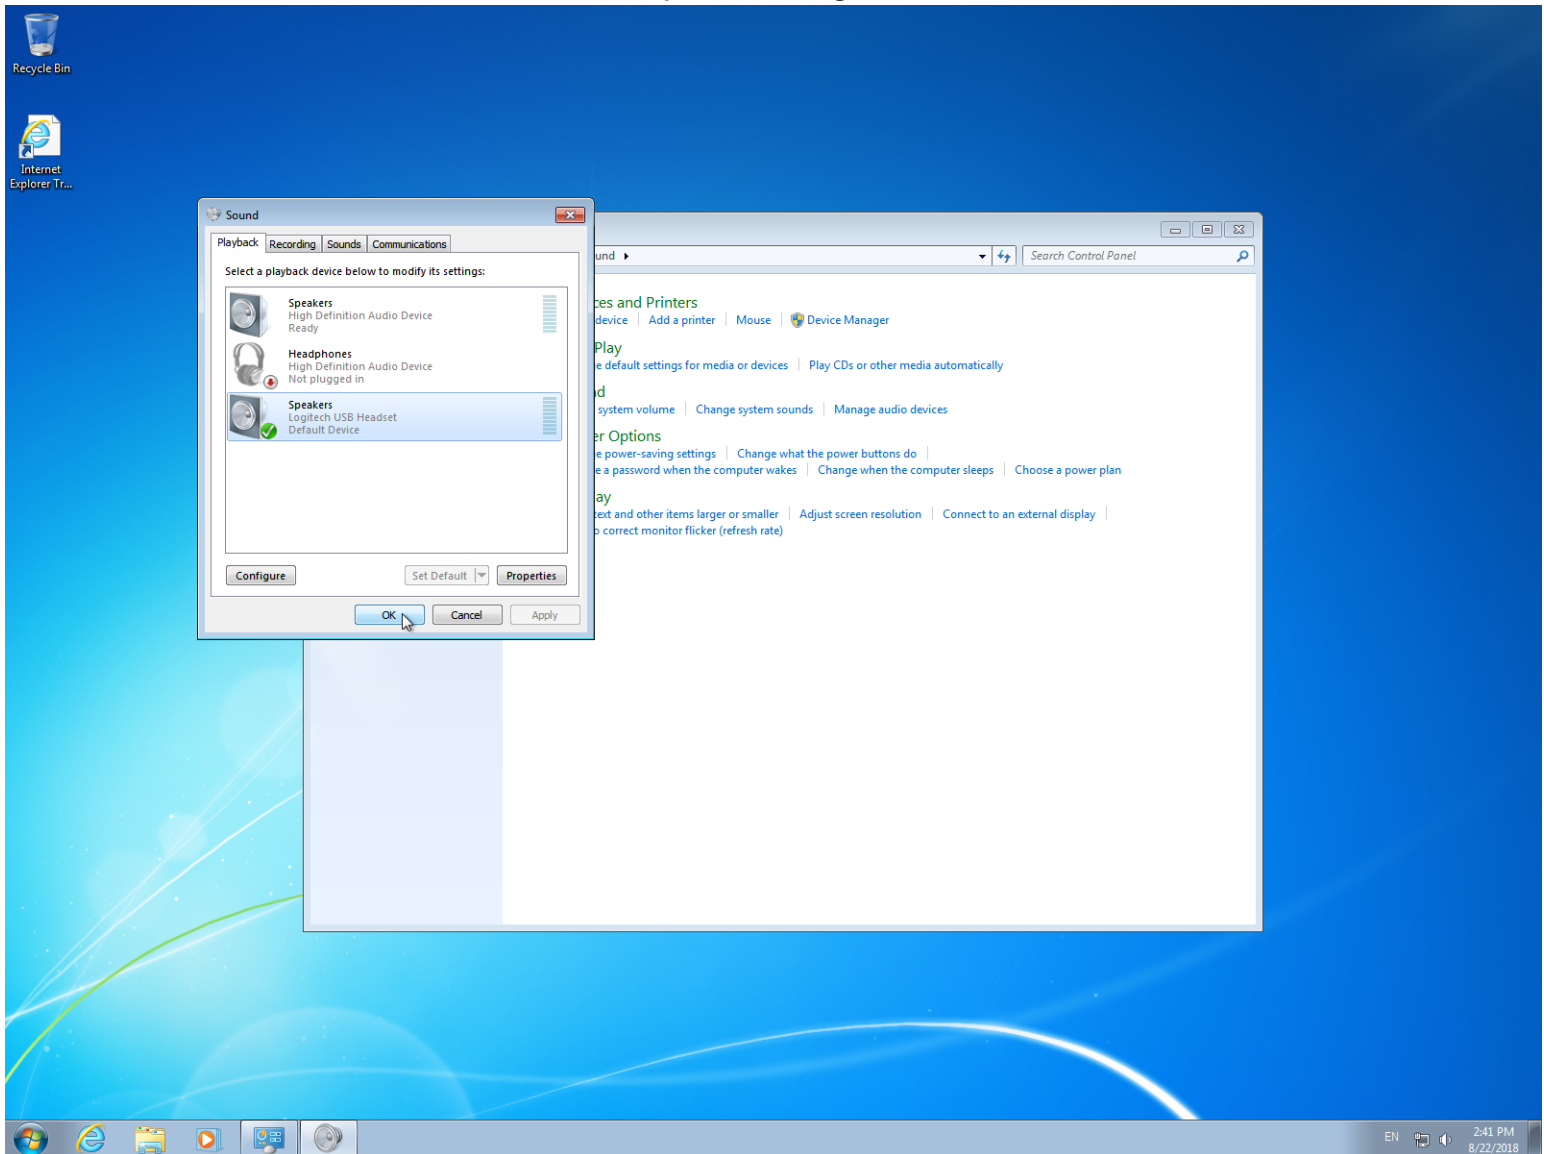 Recycle Bin
Internet
Explorer Tr...
Sound
Playback Recording Sounds Communications
Select a playback device below to modify its settings:
Speakers
High Definition Audio Device
Ready
Headphones
High Definition Audio Device
Not plugged in
Speakers
Logitech USB Headset
Default Device
Configure Set Default Properties
OK Cancel Apply
und
Search Control Panel
ces and Printers
device Add a printer Mouse Device Manager
Play
e default settings for media or devices Play CDs or other media automatically
d
system volume Change system sounds Manage audio devices
er Options
e power-saving settings Change what the power buttons do
e a password when the computer wakes Change when the computer sleeps Choose a power plan
ay
text and other items larger or smaller Adjust screen resolution Connect to an external display
o correct monitor flicker (refresh rate)
EN
2:41 PM
8/22/2018